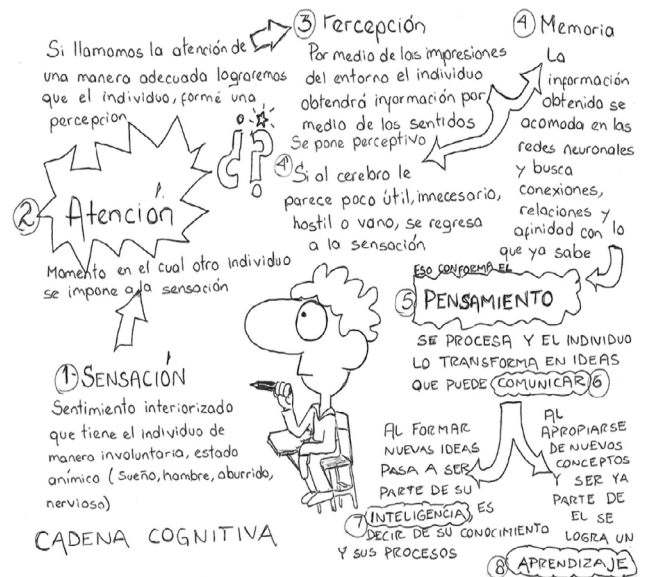 Si llamamos la atención de
una manera adecuada lograremos
que el individuo, formé una
percepcion
3 Percepción
Por medio de las impresiones
del entorno el individuo
obtendrá información por
medio de los sentidos
Se pone perceptivo
4' Si al cerebro le
parece poco útil, innecesario,
hostil o vano, se regresa
a la sensación
4 Memoria
La
información
obtenida se
acomoda en las
redes neuronales
y busca
conexiones,
relaciones y
afinidad con lo
que ya sabe
¿?
2 Atención
Momento en el cual otro individuo
se impone a la sensación
1- SENSACIÓN
Sentimiento interiorizado
que tiene el individuo de
manera involuntaria, estado
anímico (Sueño, hambre, aburrido,
nervioso)
CADENA COGNITIVA
ESO CONFORMA EL
5 PENSAMIENTO
SE PROCESA Y EL INDIVIDUO
LO TRANSFORMA EN IDEAS
QUE PUEDE COMUNICAR 6
AL FORMAR
NUEVAS IDEAS
PASA A SER
PARTE DE SU
7 INTELIGENCIA, ES
DECIR DE SU CONOCIMIENTO
Y SUS PROCESOS
AL
APROPIARSE
DE NUEVOS
CONCEPTOS
Y SER YA
PARTE DE
EL SE
LOGRA UN
8 APRENDIZAJE